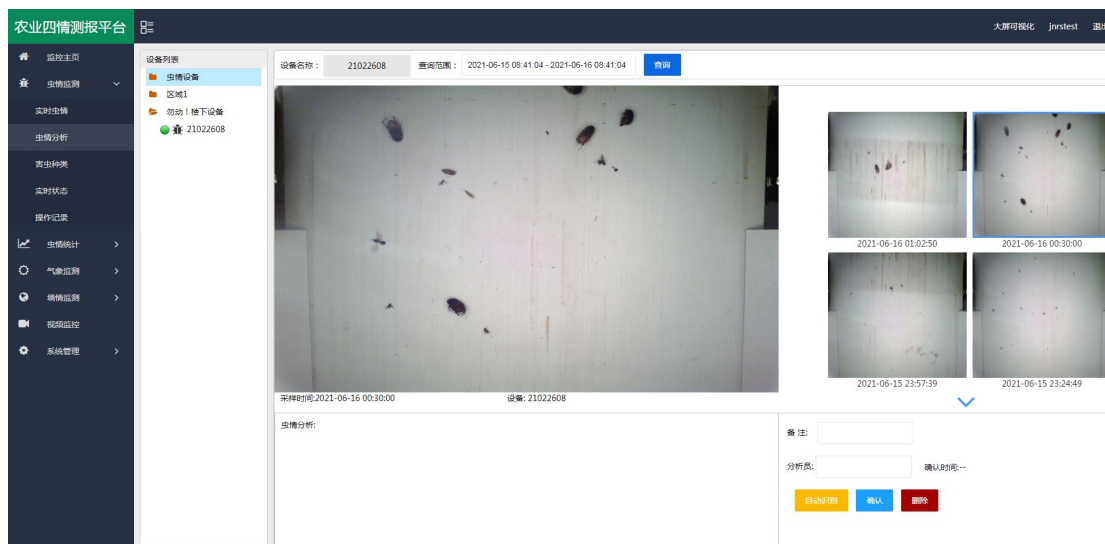 农业四情测报平台
大屏可视化 jnrstest 退出
监控主页
虫情监测
实时虫情
虫情分析
害虫种类
实时状态
操作记录
虫情统计
气象监测
墒情监测
视频监控
系统管理
设备列表
虫情设备
区域1
勿动！楼下设备
21022608
设备名称： 21022608 查询范围： 2021-06-15 08:41:04 - 2021-06-16 08:41:04 查询
2021-06-16 01:02:50 2021-06-16 00:30:00
2021-06-15 23:57:39 2021-06-15 23:24:49
采样时间:2021-06-16 00:30:00 设备: 21022608
虫情分析:
备 注:
分析员: 确认时间:--
自动识别 确认 删除